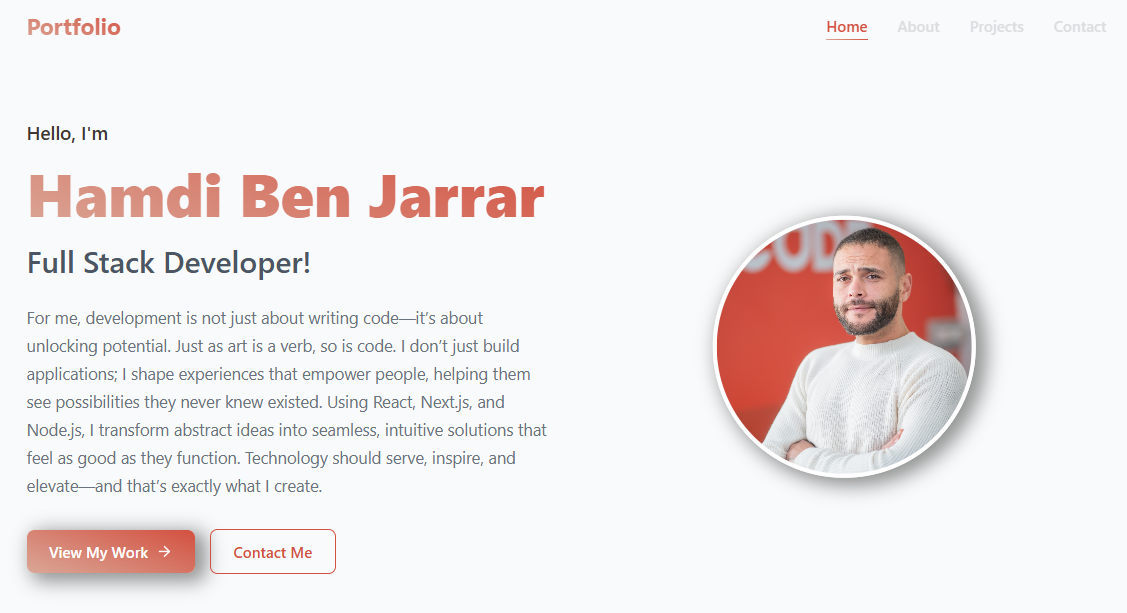 Portfolio
Home About Projects Contact
Hello, I'm
Hamdi Ben Jarrar
Full Stack Developer!
For me, development is not just about writing code—it’s about
unlocking potential. Just as art is a verb, so is code. I don’t just build
applications; I shape experiences that empower people, helping them
see possibilities they never knew existed. Using React, Next.js, and
Node.js, I transform abstract ideas into seamless, intuitive solutions that
feel as good as they function. Technology should serve, inspire, and
elevate—and that’s exactly what I create.
CODE
View My Work →
Contact Me